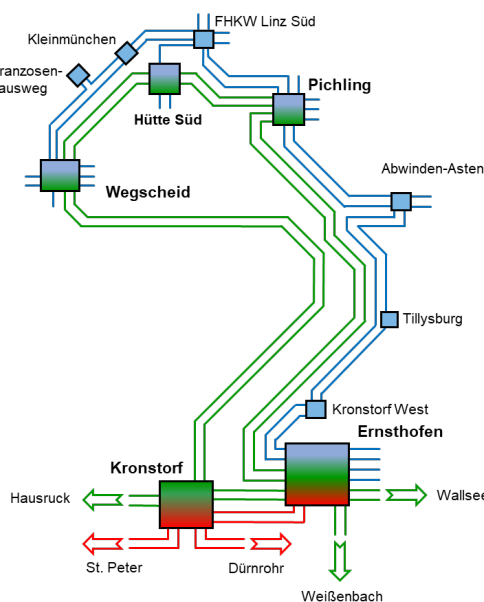 FHKW Linz Süd
Kleinmünchen
ranzosen-
ausweg
Pichling
Hütte Süd
Abwinden-Asten
Wegscheid
Tillysburg
Kronstorf West
Ernsthofen
Kronstorf
Hausruck
Wallsee
St. Peter
Dürnrohr
Weißenbach